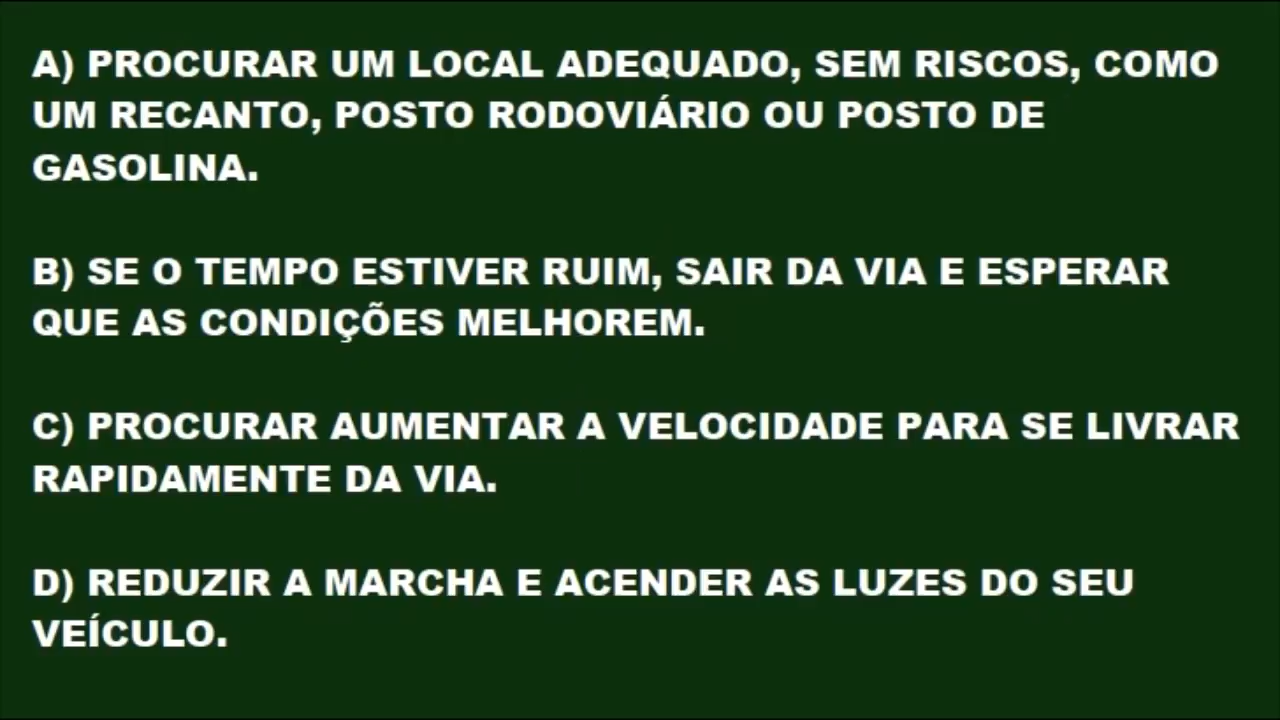 A) PROCURAR UM LOCAL ADEQUADO, SEM RISCOS, COMO
UM RECANTO, POSTO RODOVIÁRIO OU POSTO DE
GASOLINA.
B) SE O TEMPO ESTIVER RUIM, SAIR DA VIA E ESPERAR
QUE AS CONDIÇÕES MELHOREM.
C) PROCURAR AUMENTAR A VELOCIDADE PARA SE LIVRAR
RAPIDAMENTE DA VIA.
D) REDUZIR A MARCHA E ACENDER AS LUZES DO SEU
VEÍCULO.